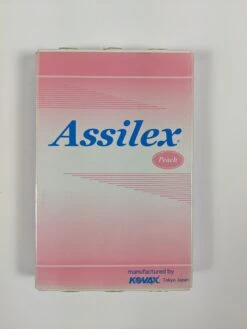 Assilex
Peach
manufactured by
KOVAX Tokyo Japan